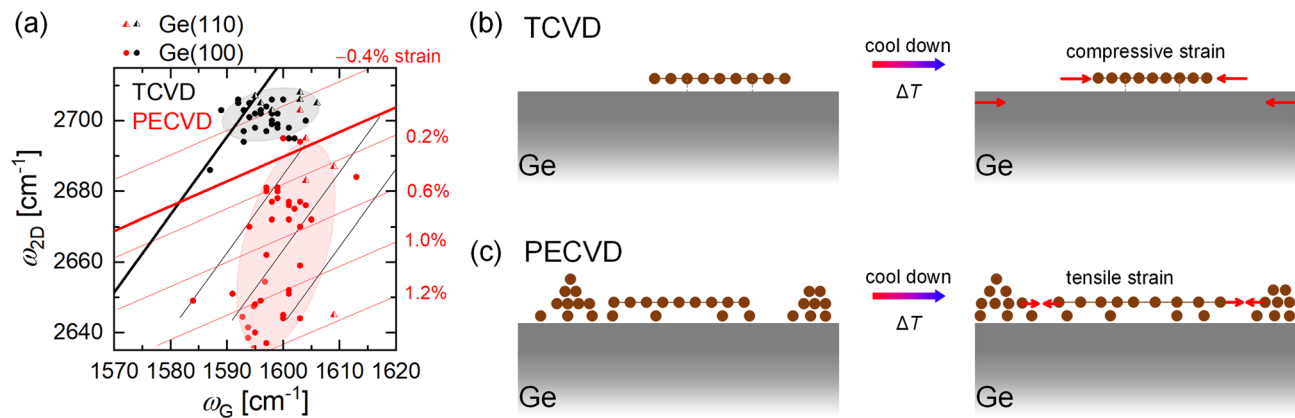 (a)
Ge(110)
Ge(100)
−0.4% strain
TCVD
PECVD
0.2%
0.6%
1.0%
1.2%
2700
2680
2660
2640
ω2D [cm-1]
1570 1580 1590 1600 1610 1620
ωG [cm-1]
(b) TCVD
cool down
ΔT
compressive strain
Ge
Ge
(c) PECVD
cool down
ΔT
tensile strain
Ge
Ge